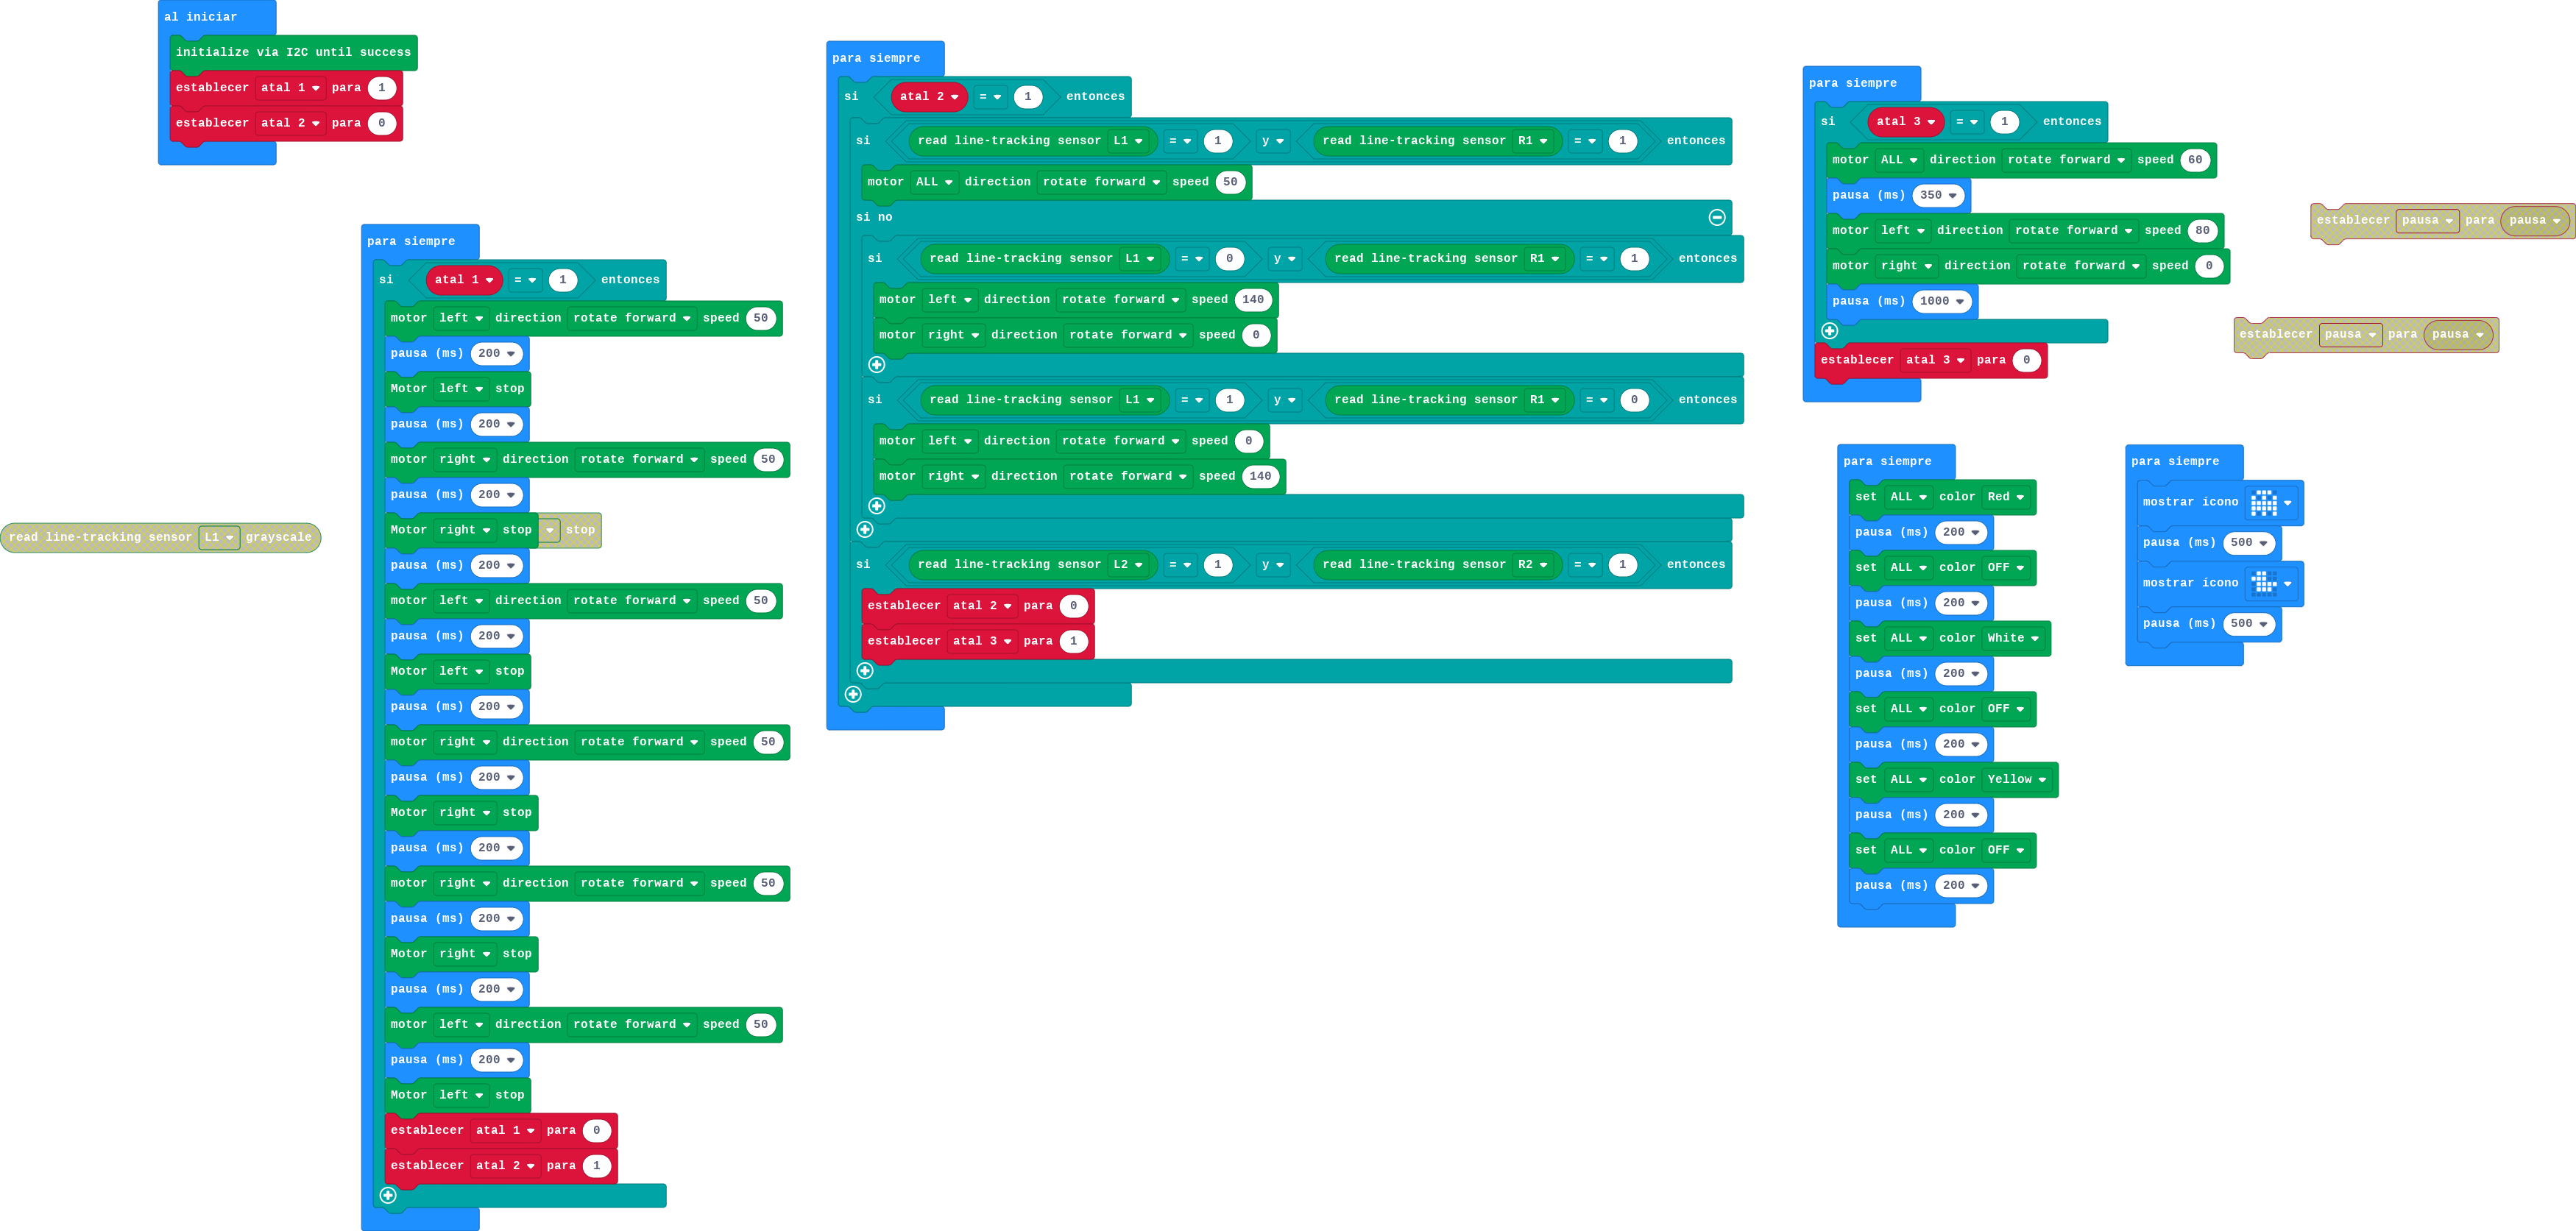 al iniciar
initialize via I2C until success
establecer atal 1 para 1
establecer atal 2 para 0
para siempre
si atal 1 = 1 entonces
motor left direction rotate forward speed 50
pausa (ms) 200
Motor left stop
pausa (ms) 200
motor right direction rotate forward speed 50
pausa (ms) 200
Motor right stop
stop
pausa (ms) 200
motor left direction rotate forward speed 50
pausa (ms) 200
Motor left stop
pausa (ms) 200
motor right direction rotate forward speed 50
pausa (ms) 200
Motor right stop
pausa (ms) 200
motor right direction rotate forward speed 50
pausa (ms) 200
Motor right stop
pausa (ms) 200
motor left direction rotate forward speed 50
pausa (ms) 200
Motor left stop
establecer atal 1 para 0
establecer atal 2 para 1
read line-tracking sensor L1 grayscale
para siempre
si atal 2 = 1 entonces
si read line-tracking sensor L1 = 1 y read line-tracking sensor R1 = 1 entonces
motor ALL direction rotate forward speed 50
si no
si read line-tracking sensor L1 = 0 y read line-tracking sensor R1 = 1 entonces
motor left direction rotate forward speed 140
motor right direction rotate forward speed 0
si read line-tracking sensor L1 = 1 y read line-tracking sensor R1 = 0 entonces
motor left direction rotate forward speed 0
motor right direction rotate forward speed 140
si read line-tracking sensor L2 = 1 y read line-tracking sensor R2 = 1 entonces
establecer atal 2 para 0
establecer atal 3 para 1
para siempre
si atal 3 = 1 entonces
motor ALL direction rotate forward speed 60
pausa (ms) 350
motor left direction rotate forward speed 80
motor right direction rotate forward speed 0
pausa (ms) 1000
establecer atal 3 para 0
establecer pausa para pausa
establecer pausa para pausa
para siempre
set ALL color Red
pausa (ms) 200
set ALL color OFF
pausa (ms) 200
set ALL color White
pausa (ms) 200
set ALL color OFF
pausa (ms) 200
set ALL color Yellow
pausa (ms) 200
set ALL color OFF
pausa (ms) 200
para siempre
mostrar ícono
pausa (ms) 500
mostrar ícono
pausa (ms) 500